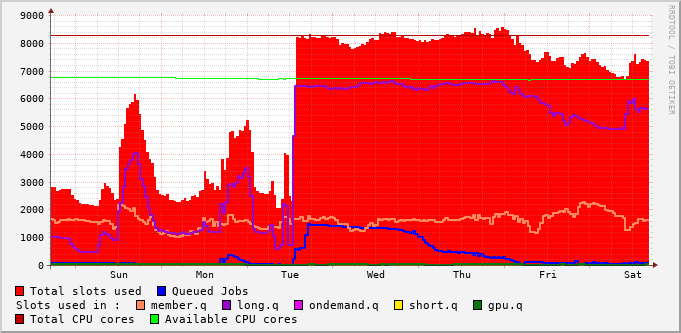 RRDTOOL / TOBI OETIKER
9000
8000
7000
6000
5000
4000
3000
2000
1000
0
Sun Mon Tue Wed Thu Fri Sat
Total slots used Queued Jobs
Slots used in : member.q long.q ondemand.q short.q gpu.q
Total CPU cores Available CPU cores